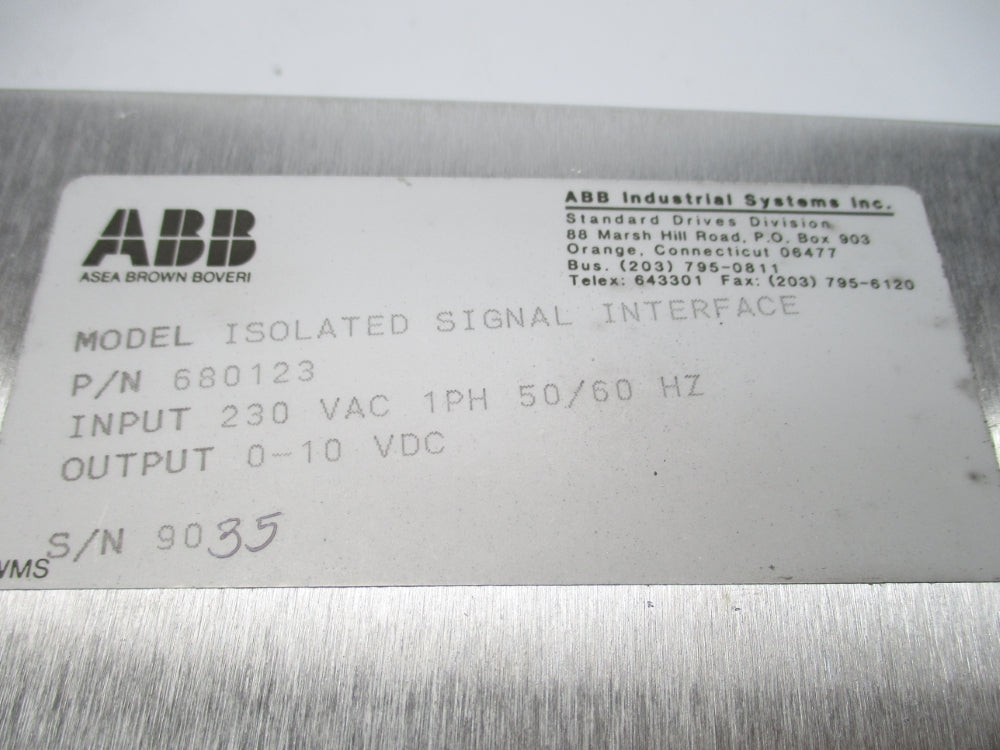 ABB
ASEA BROWN BOVERI
ABB Industrial Systems Inc.
Standard Drives Division
88 Marsh Hill Road, P.O. Box 903
Orange, Connecticut 06477
Bus. (203) 795-0811
Telex: 643301 Fax: (203) 795-6120
MODEL ISOLATED SIGNAL INTERFACE
P/N 680123
INPUT 230 VAC 1PH 50/60 HZ
OUTPUT 0-10 VDC
S/N 9035